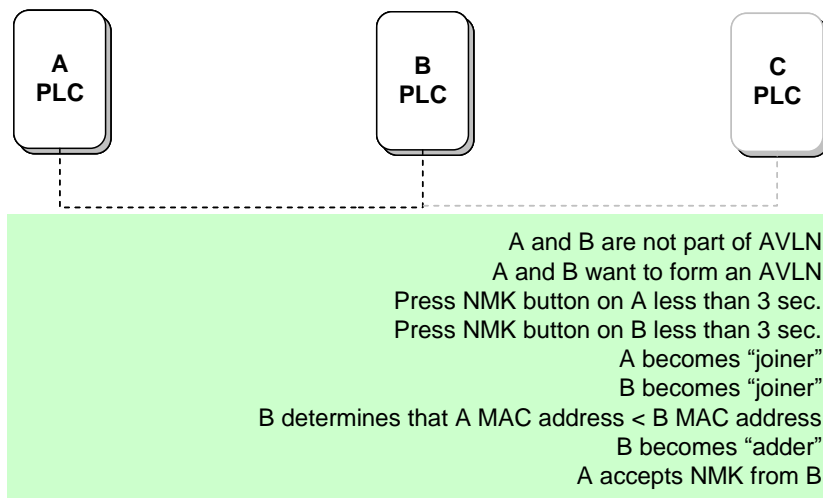 A
PLC
B
PLC
C
PLC
A and B are not part of AVLN
A and B want to form an AVLN
Press NMK button on A less than 3 sec.
Press NMK button on B less than 3 sec.
A becomes “joiner”
B becomes “joiner”
B determines that A MAC address < B MAC address
B becomes “adder”
A accepts NMK from B